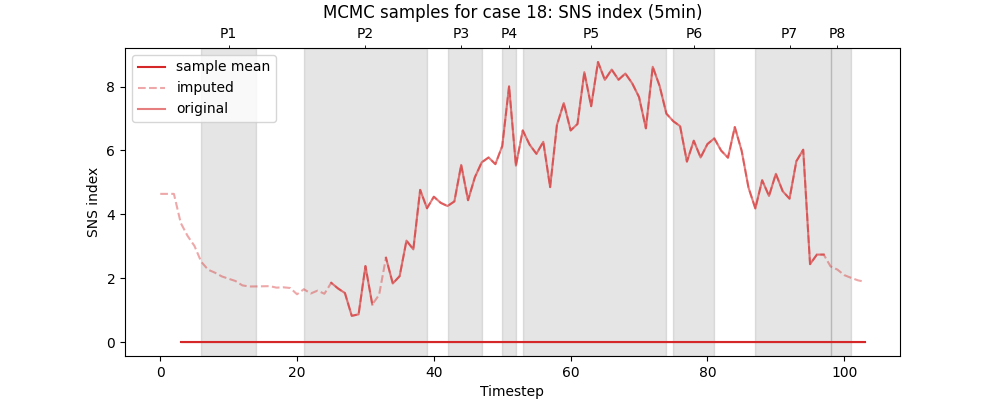 MCMC samples for case 18: SNS index (5min)
P1 P2 P3 P4 P5 P6 P7 P8
sample mean
imputed
original
SNS index
8
6
4
2
0
0 20 40 60 80 100
Timestep